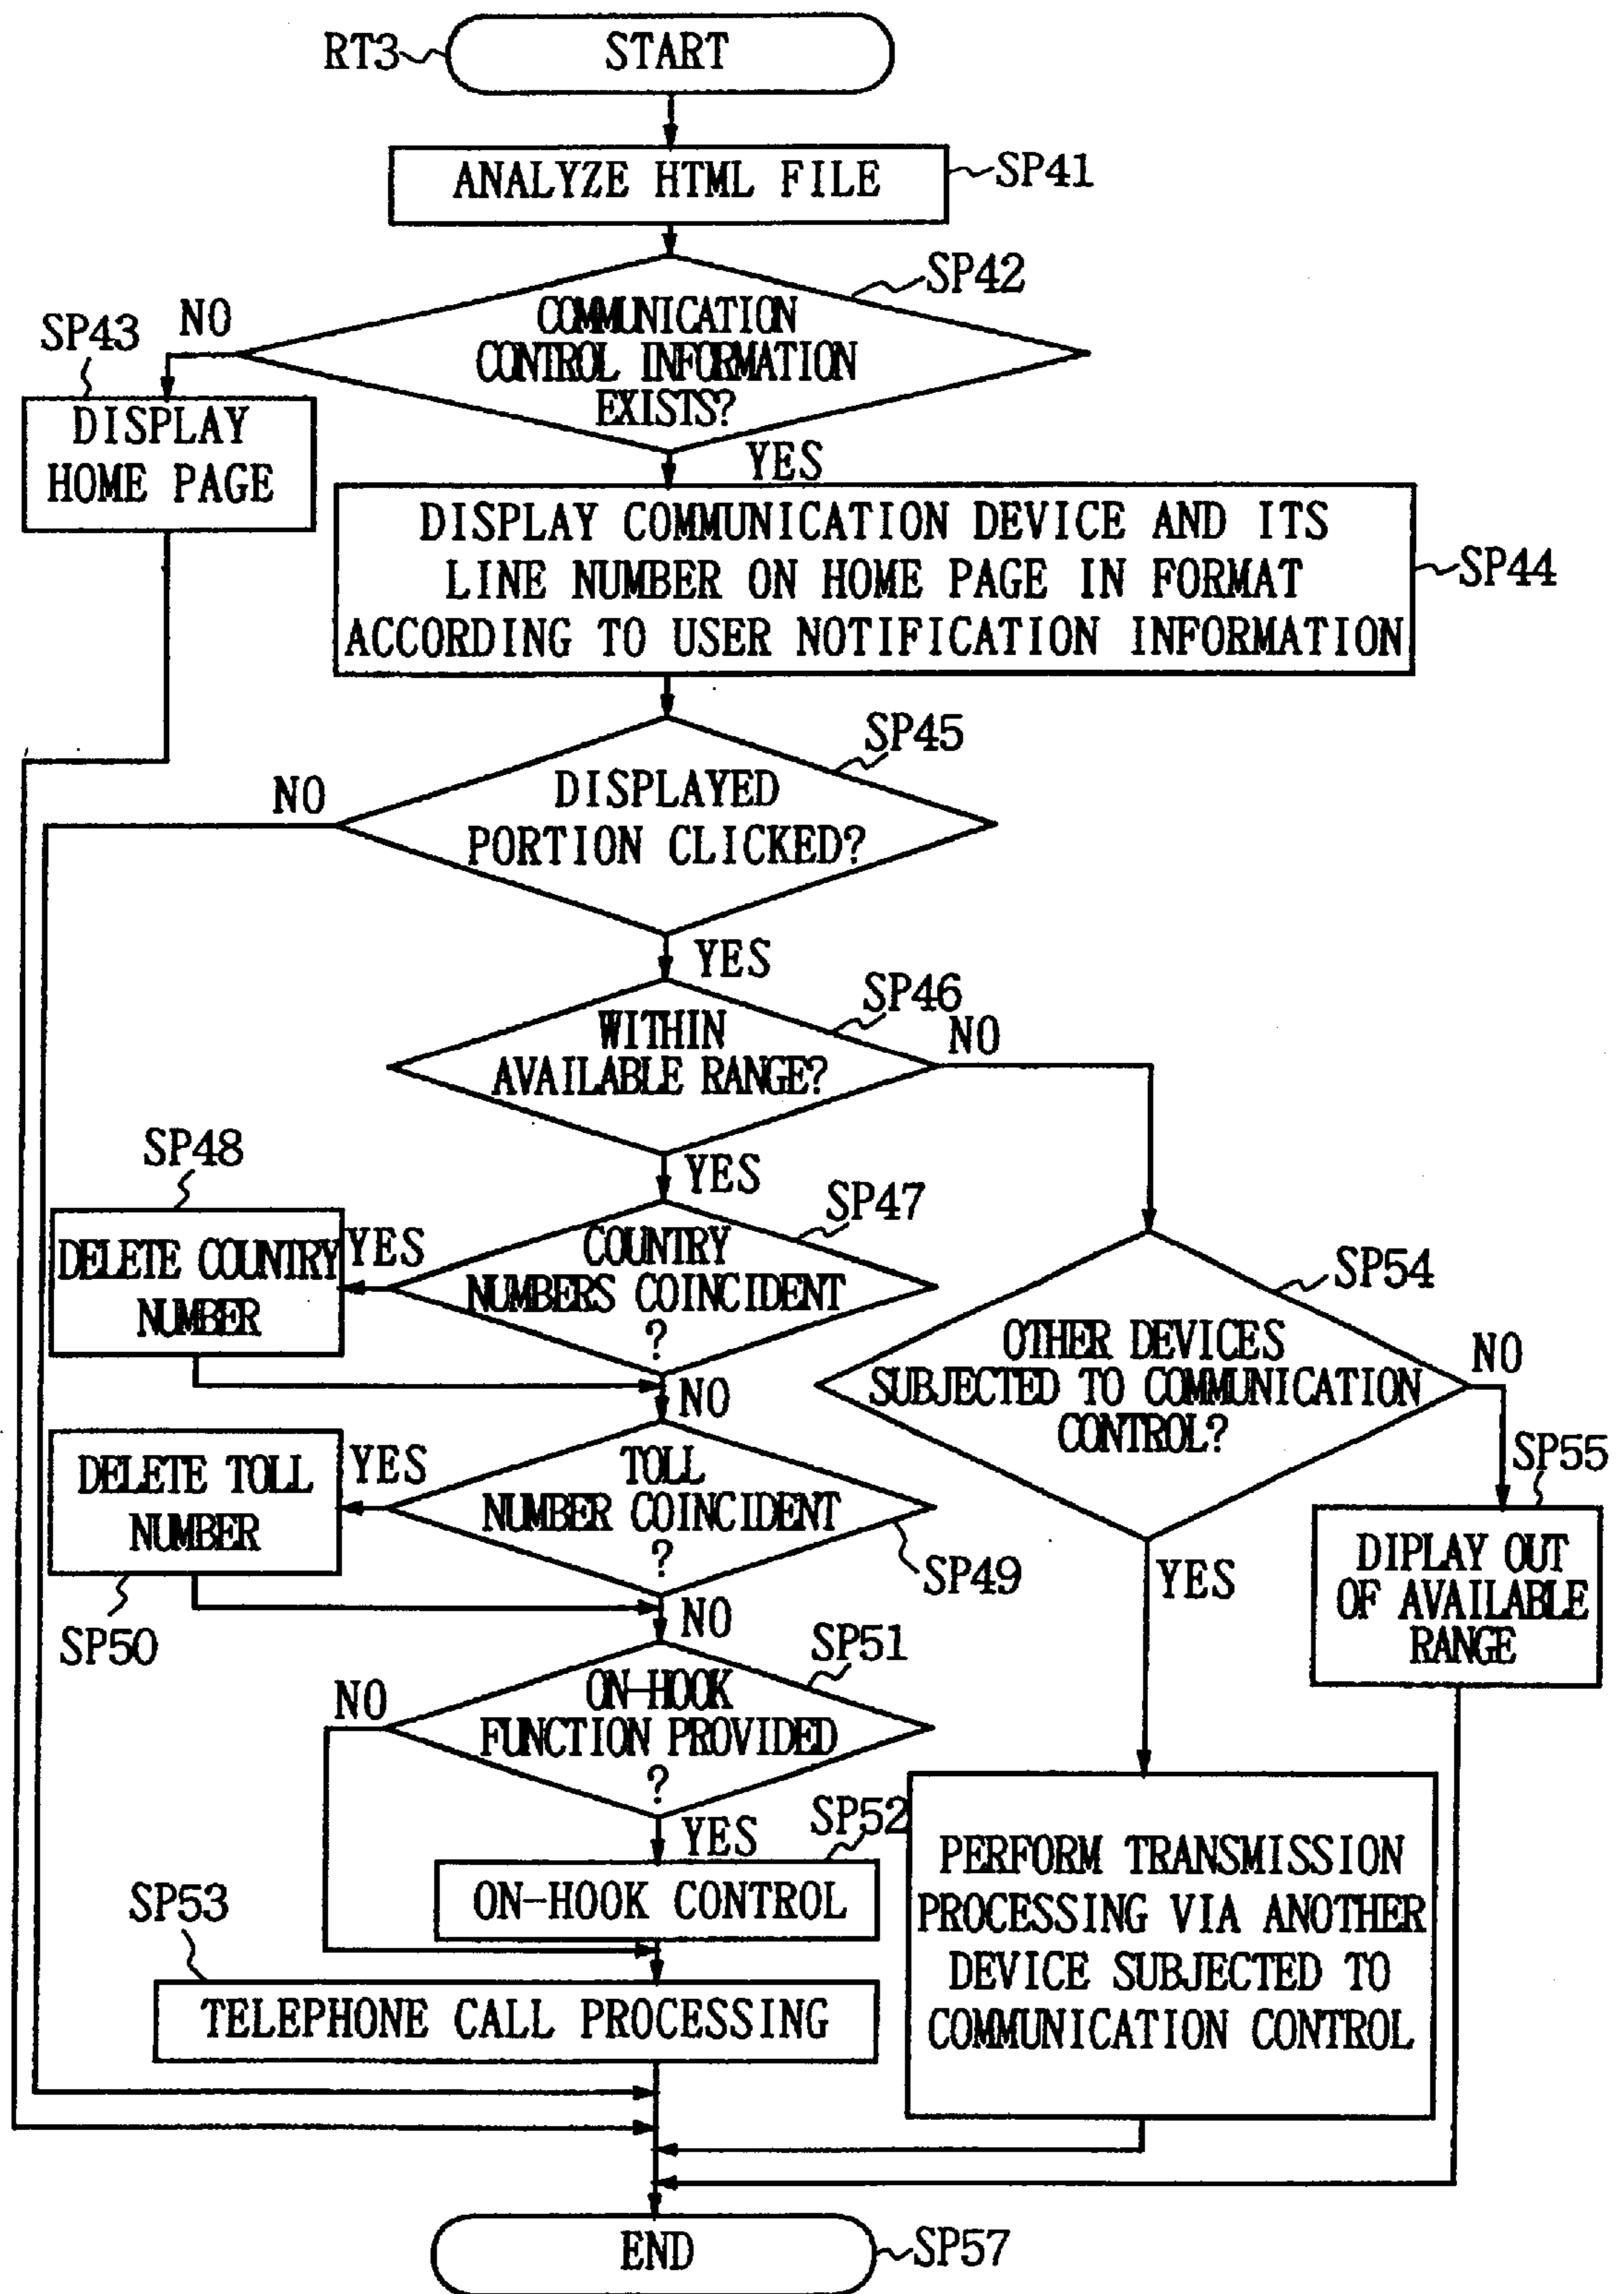 RT3
START
ANALYZE HTML FILE
SP41
SP42
COMMUNICATION
CONTROL INFORMATION
EXISTS?
NO
SP43
DISPLAY
HOME PAGE
YES
DISPLAY COMMUNICATION DEVICE AND ITS
LINE NUMBER ON HOME PAGE IN FORMAT
ACCORDING TO USER NOTIFICATION INFORMATION
SP44
SP45
NO
DISPLAYED
PORTION CLICKED?
YES
SP46
WITHIN
AVAILABLE RANGE?
NO
YES
SP47
SP48
COUNTRY
NUMBERS COINCIDENT
?
YES
DELETE COUNTRY
NUMBER
NO
SP54
OTHER DEVICES
SUBJECTED TO COMMUNICATION
CONTROL?
NO
SP55
DIPLAY OUT
OF AVAILABLE
RANGE
YES
TOLL
NUMBER COINCIDENT
?
SP49
YES
DELETE TOLL
NUMBER
SP50
NO
SP51
ON-HOOK
FUNCTION PROVIDED
?
NO
YES
SP52
ON-HOOK CONTROL
SP53
TELEPHONE CALL PROCESSING
PERFORM TRANSMISSION
PROCESSING VIA ANOTHER
DEVICE SUBJECTED TO
COMMUNICATION CONTROL
END
SP57